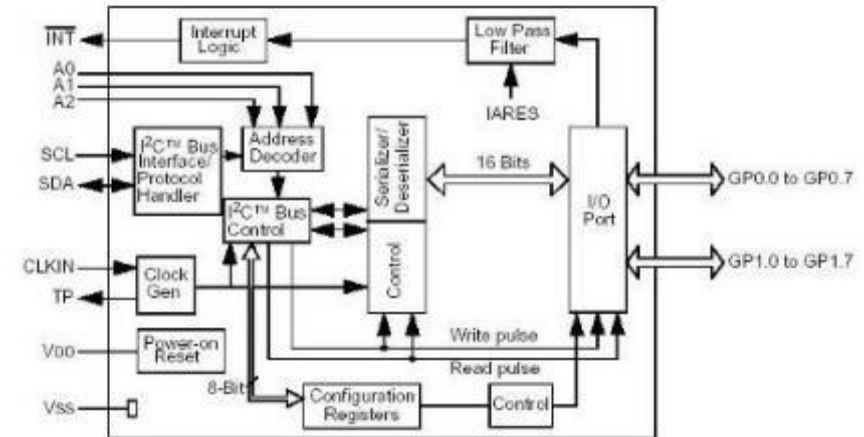 INT
Interrupt
Logic
Low Pass
Filter
A0
A1
A2
IARES
SCL
SDA
I²C™ Bus
Interface/
Protocol
Handler
Address
Decoder
Serializer/
Deserializer
16 Bits
I/O
Port
GP0.0 to GP0.7
I²C™ Bus
Control
GP1.0 to GP1.7
CLKIN
TP
Clock
Gen
Control
VDD
Power-on
Reset
Write pulse
Read pulse
8-Bit
VSS
Configuration
Registers
Control